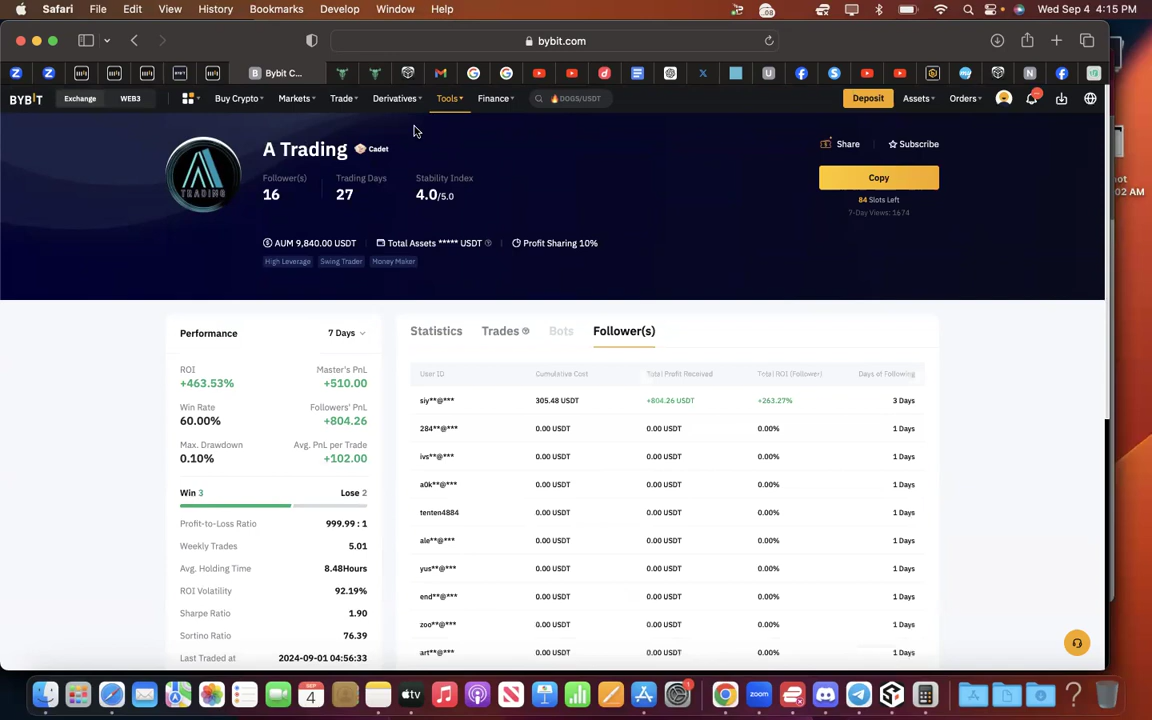 Safari File Edit View History Bookmarks Develop Window Help
Wed Sep 4 4:15 PM
bybit.com
Bybit C...
BYBIT Exchange WEB3 Buy Crypto Markets Trade Derivatives Tools Finance 🔥DOGS/USDT Deposit Assets Orders
A Trading Cadet
Share Subscribe
Follower(s) Trading Days Stability Index
16 27 4.0/5.0
Copy
84 Slots Left
7-Day Views: 1674
AUM 9,840.00 USDT Total Assets ***** USDT Profit Sharing 10%
High Leverage Swing Trader Money Maker
Performance 7 Days
ROI Master's PnL
+463.53% +510.00
Win Rate Followers' PnL
60.00% +804.26
Max. Drawdown Avg. PnL per Trade
0.10% +102.00
Win 3 Lose 2
Profit-to-Loss Ratio 999.99 : 1
Weekly Trades 5.01
Avg. Holding Time 8.48Hours
ROI Volatility 92.19%
Sharpe Ratio 1.90
Sortino Ratio 76.39
Last Traded at 2024-09-01 04:56:33
Statistics Trades Bots Follower(s)
User ID Cumulative Cost Total Profit Received Total ROI (Follower) Days of Following
siy**@*** 305.48 USDT +804.26 USDT +263.27% 3 Days
284**@*** 0.00 USDT 0.00 USDT 0.00% 1 Days
ivs**@*** 0.00 USDT 0.00 USDT 0.00% 1 Days
a0k**@*** 0.00 USDT 0.00 USDT 0.00% 1 Days
tenten4884 0.00 USDT 0.00 USDT 0.00% 1 Days
ale**@*** 0.00 USDT 0.00 USDT 0.00% 1 Days
yus**@*** 0.00 USDT 0.00 USDT 0.00% 1 Days
end**@*** 0.00 USDT 0.00 USDT 0.00% 1 Days
zoo**@*** 0.00 USDT 0.00 USDT 0.00% 1 Days
art**@*** 0.00 USDT 0.00 USDT 0.00% 1 Days
TRADING
02 AM
tv
zoom